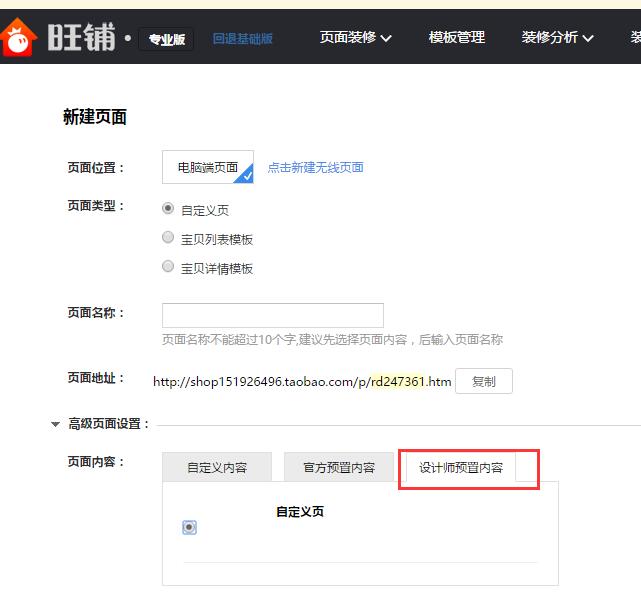 旺铺·专业版 回退基础版 页面装修 模板管理 装修分析 装
新建页面
页面位置： 电脑端页面 点击新建无线页面
页面类型： 自定义页
宝贝列表模板
宝贝详情模板
页面名称：
页面名称不能超过10个字,建议先选择页面内容，后输入页面名称
页面地址： http://shop151926496.taobao.com/p/rd247361.htm 复制
高级页面设置：
页面内容： 自定义内容 官方预置内容 设计师预置内容
自定义页